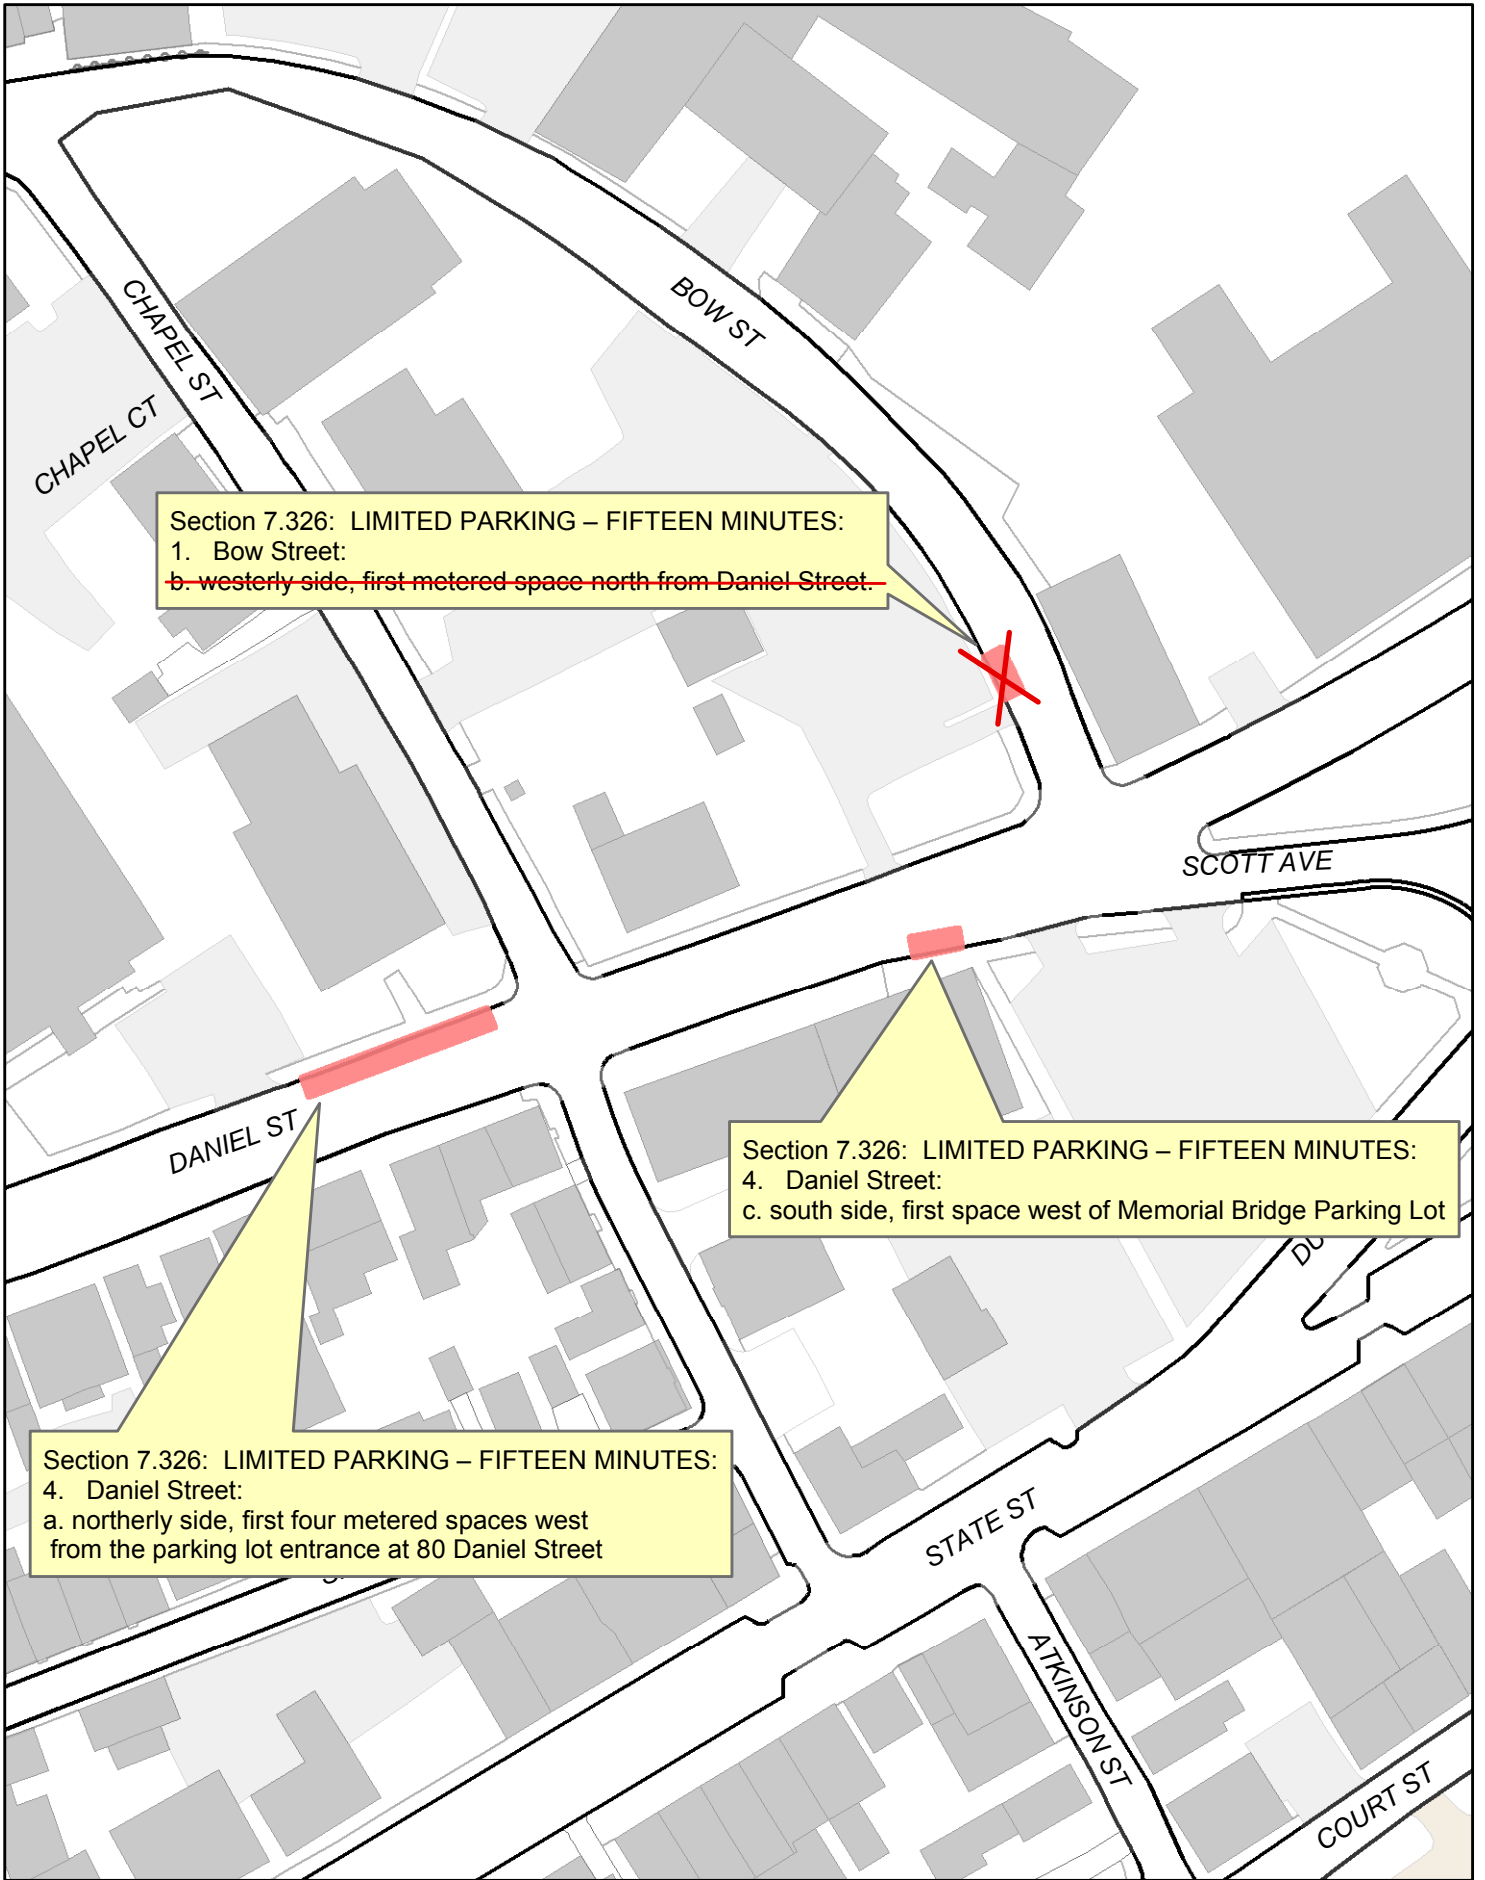 BOW ST
CHAPEL ST
CHAPEL CT
Section 7.326: LIMITED PARKING – FIFTEEN MINUTES:
1. Bow Street:
b. westerly side, first metered space north from Daniel Street.
SCOTT AVE
DANIEL ST
Section 7.326: LIMITED PARKING – FIFTEEN MINUTES:
4. Daniel Street:
c. south side, first space west of Memorial Bridge Parking Lot
Section 7.326: LIMITED PARKING – FIFTEEN MINUTES:
4. Daniel Street:
a. northerly side, first four metered spaces west
from the parking lot entrance at 80 Daniel Street
STATE ST
ATKINSON ST
COURT ST